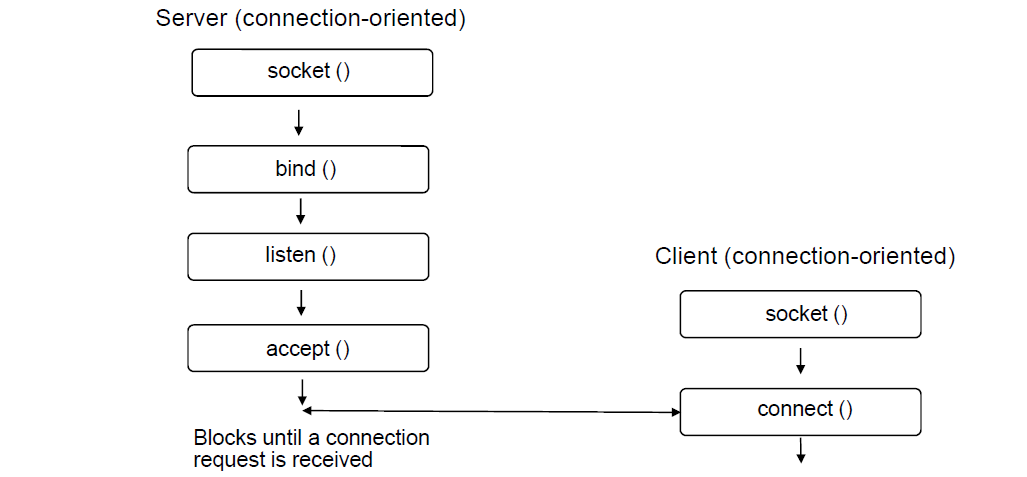 Server (connection-oriented)
socket ()
bind ()
listen ()
accept ()
Blocks until a connection
request is received
Client (connection-oriented)
socket ()
connect ()